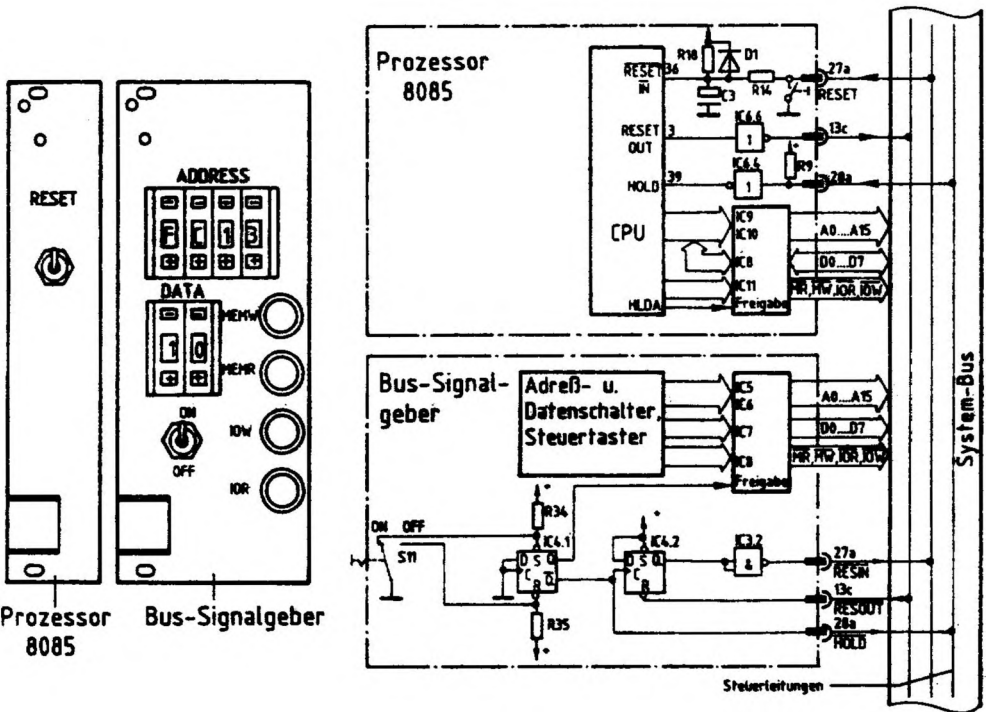 RESET
Prozessor
8085
ADDRESS
F C 1 3
DATA
1 0
MEMW
MEMR
IOW
IOR
ON
OFF
Bus-Signalgeber
Prozessor
8085
RESET
IN
36
R18
D1
C3
R14
27a
RESET
RESET
OUT
3
IC6.6
1
13c
HOLD
39
IC6.4
1
R9
28a
CPU
IC9
IC10
IC8
IC11
Freigabe
HLDA
A0....A15
D0...D7
MR,MW,IOR,IOW
Bus-Signal-
geber
Adreß- u.
Datenschalter,
Steuertaster
IC5
IC6
IC7
IC8
Freigabe
A0....A15
D0...D7
MR,MW,IOR,IOW
ON OFF
S11
R34
IC4.1
D S Q
C
R Q
R35
IC4.2
D S Q
C
R
IC3.2
&
27a
RESIN
13c
RESOUT
28a
HOLD
System-Bus
Steuerleitungen